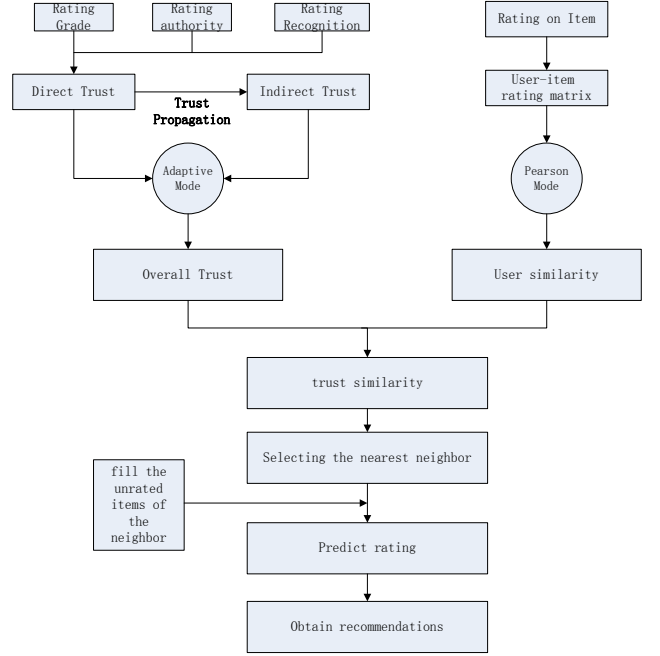 Rating
Grade
Rating
authority
Rating
Recognition
Rating on Item
Direct Trust
Trust
Propagation
Indirect Trust
User-item
rating matrix
Adaptive
Mode
Pearson
Mode
Overall Trust
User similarity
trust similarity
Selecting the nearest neighbor
fill the
unrated
items of
the
neighbor
Predict rating
Obtain recommendations